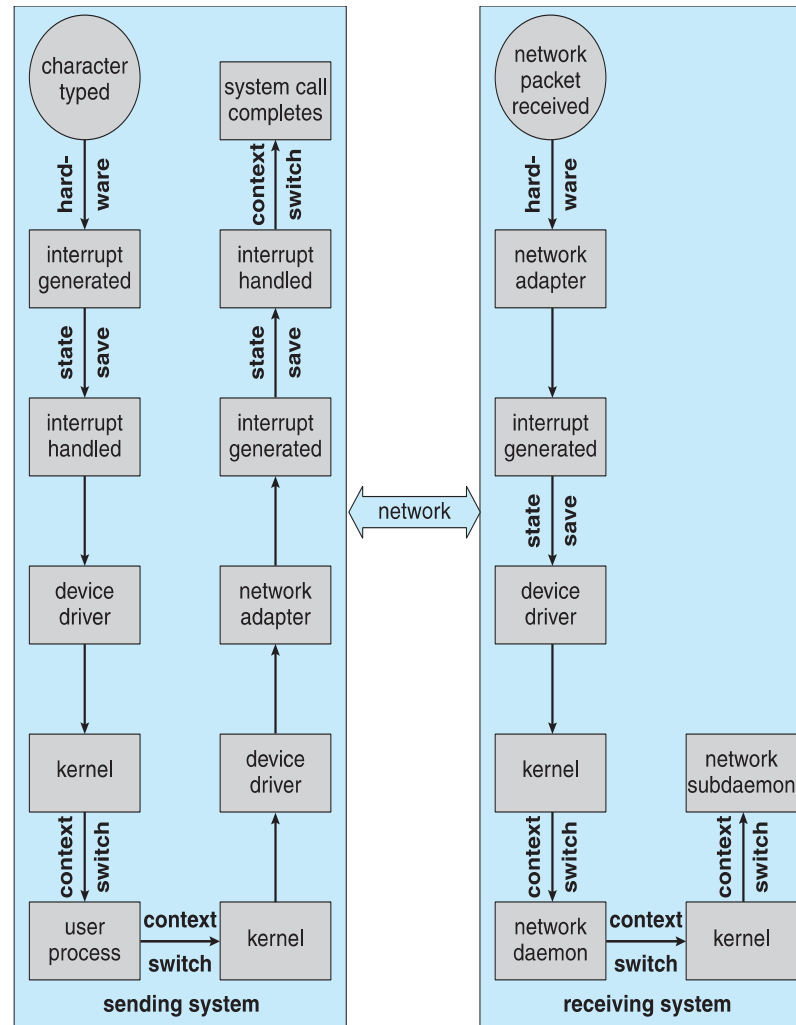 character
typed
hard-
ware
interrupt
generated
state
save
interrupt
handled
device
driver
kernel
context
switch
user
process
context
switch
kernel
device
driver
network
adapter
interrupt
generated
state
save
interrupt
handled
context
switch
system call
completes
sending system
network
network
packet
received
hard-
ware
network
adapter
interrupt
generated
state
save
device
driver
kernel
context
switch
network
daemon
context
switch
kernel
context
switch
network
subdaemon
receiving system